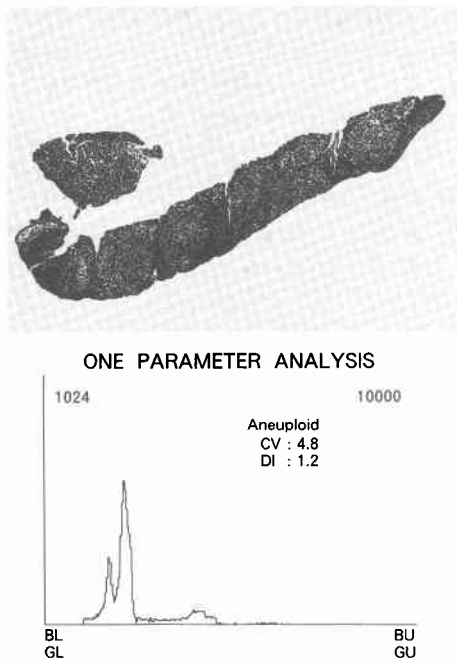 ONE PARAMETER ANALYSIS
1024 10000
Aneuploid
CV : 4.8
DI : 1.2
BL BU
GL GU